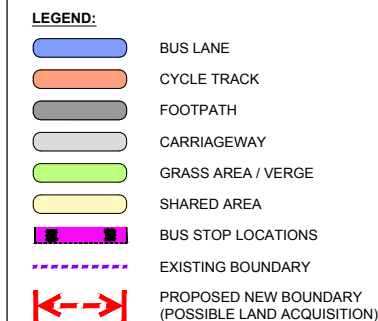 LEGEND:
BUS LANE
CYCLE TRACK
FOOTPATH
CARRIAGEWAY
GRASS AREA / VERGE
SHARED AREA
BUS STOP LOCATIONS
EXISTING BOUNDARY
PROPOSED NEW BOUNDARY
(POSSIBLE LAND ACQUISITION)